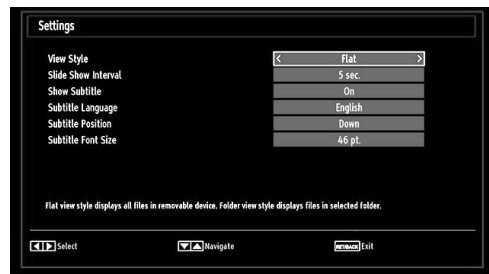 Settings
View Style < Flat >
Slide Show Interval 5 sec.
Show Subtitle On
Subtitle Language English
Subtitle Position Down
Subtitle Font Size 46 pt.
Flat view style displays all files in removable device. Folder view style displays files in selected folder.
Select Navigate RET/BACK Exit